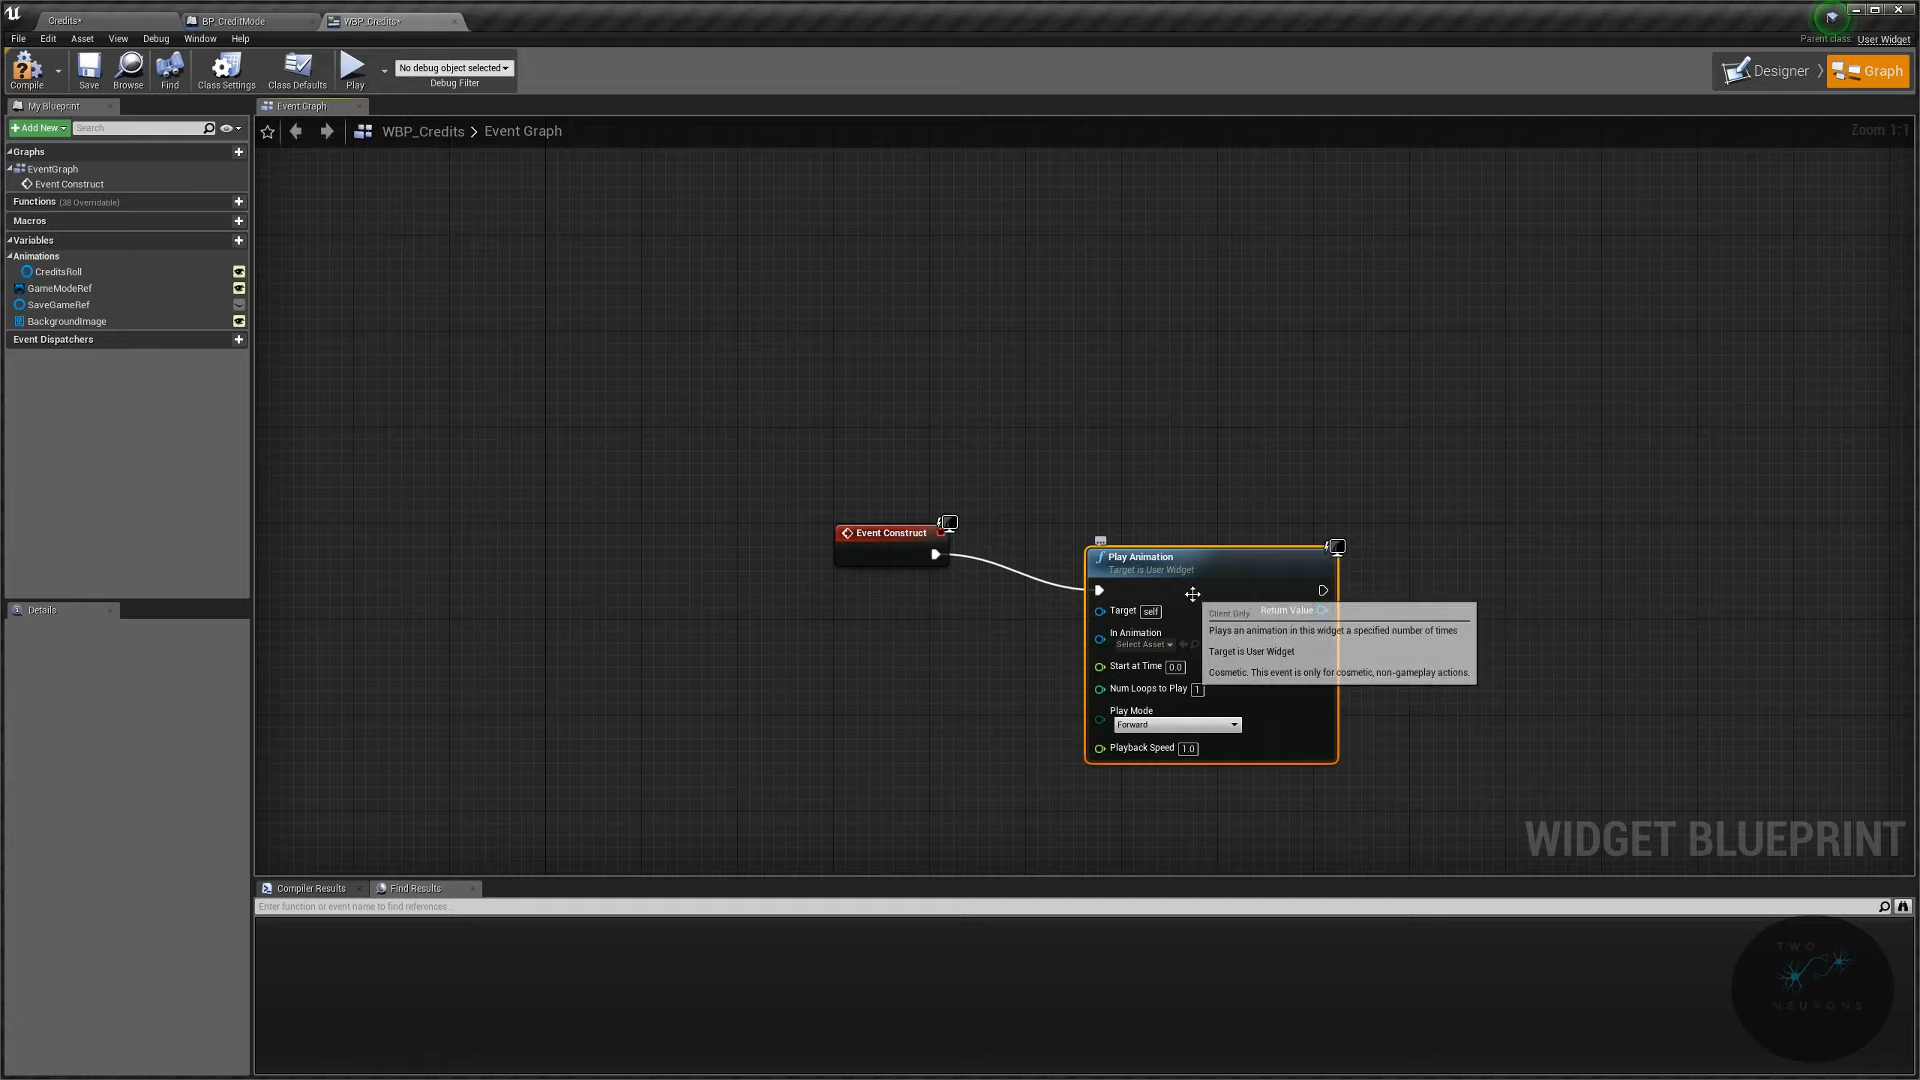 Credits*
BP_CreditMode
WBP_Credits*
Parent class: User Widget
File Edit Asset View Debug Window Help
Compile
Save
Browse
Find
Class Settings
Class Defaults
Play
No debug object selected
Debug Filter
Designer
Graph
My Blueprint
Event Graph
+Add New
Search
WBP_Credits > Event Graph
Zoom 1:1
Graphs
EventGraph
Event Construct
Functions (38 Overridable)
Macros
Variables
Animations
CreditsRoll
GameModeRef
SaveGameRef
BackgroundImage
Event Dispatchers
Details
Event Construct
f Play Animation
Target is User Widget
Target self
Return Value
In Animation
Select Asset
Start at Time 0.0
Num Loops to Play 1
Play Mode
Forward
Playback Speed 1.0
Client Only
Plays an animation in this widget a specified number of times
Target is User Widget
Cosmetic. This event is only for cosmetic, non-gameplay actions.
WIDGET BLUEPRINT
Compiler Results
Find Results
Enter function or event name to find references...
TWO
NEURONS